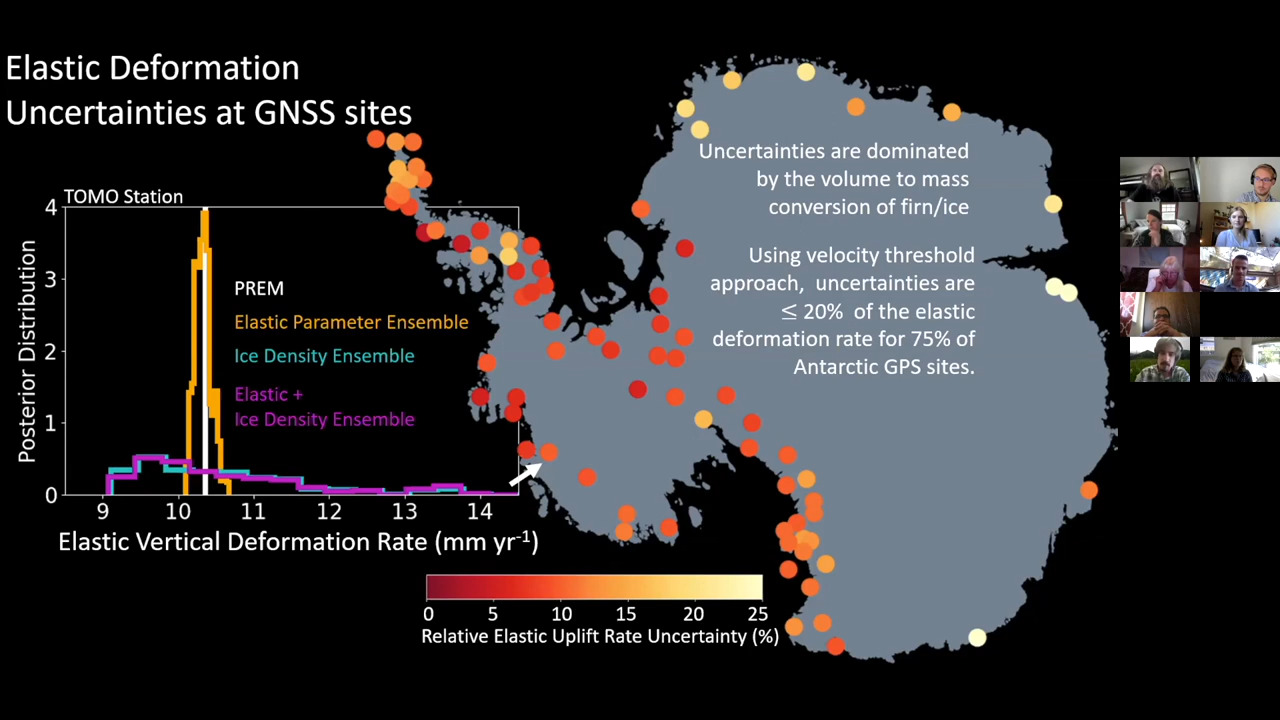 Elastic Deformation
Uncertainties at GNSS sites
TOMO Station
4
3
2
1
0
Posterior Distribution
PREM
Elastic Parameter Ensemble
Ice Density Ensemble
Elastic +
Ice Density Ensemble
9 10 11 12 13 14
Elastic Vertical Deformation Rate (mm yr-1)
Uncertainties are dominated
by the volume to mass
conversion of firn/ice
Using velocity threshold
approach, uncertainties are
≤ 20% of the elastic
deformation rate for 75% of
Antarctic GPS sites.
0 5 10 15 20 25
Relative Elastic Uplift Rate Uncertainty (%)